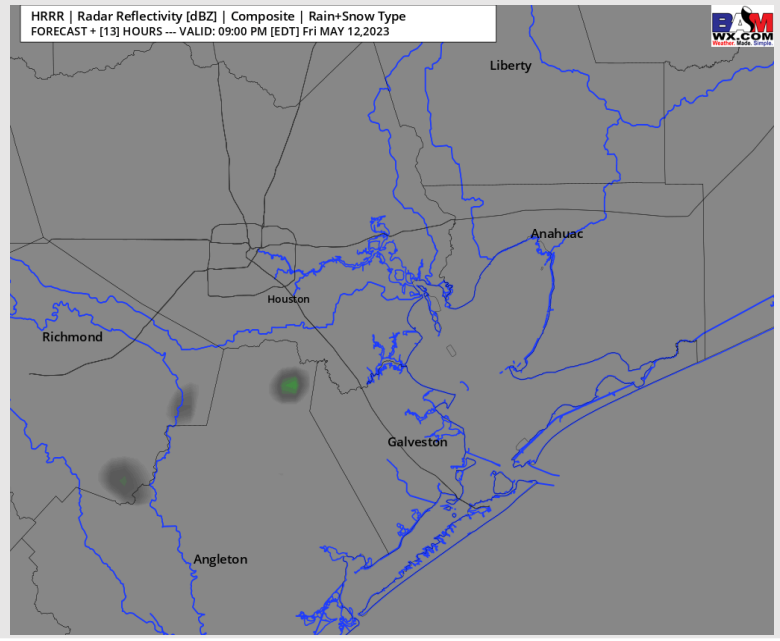 HRRR | Radar Reflectivity [dBZ] | Composite | Rain+Snow Type
FORECAST + [13] HOURS --- VALID: 09:00 PM [EDT] Fri MAY 12,2023
BAM
WX.COM
Weather. Made. Simple.
Liberty
Anahuac
Houston
Richmond
Galveston
Angleton